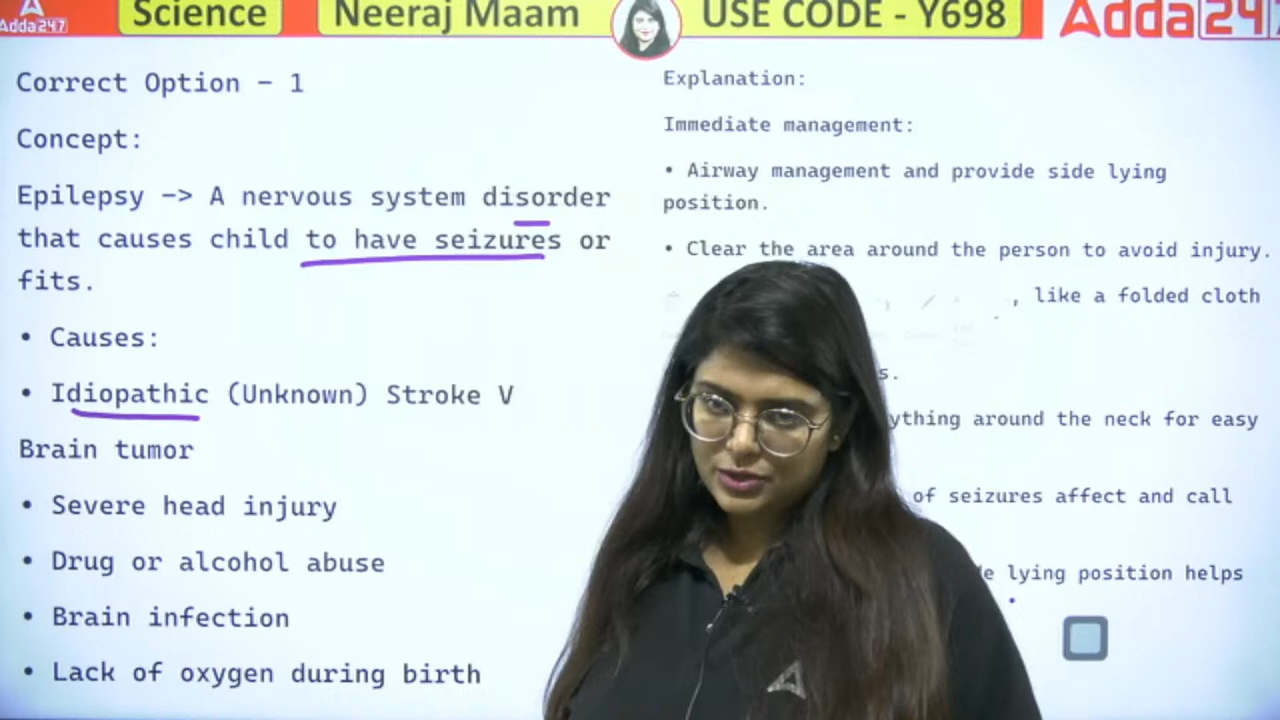 Adda247
Science
Neeraj Maam
USE CODE - Y698
Adda247
Correct Option – 1
Concept:
Epilepsy –> A nervous system disorder
that causes child to have seizures or
fits.
• Causes:
• Idiopathic (Unknown) Stroke V
Brain tumor
• Severe head injury
• Drug or alcohol abuse
• Brain infection
• Lack of oxygen during birth
Explanation:
Immediate management:
• Airway management and provide side lying
position.
• Clear the area around the person to avoid injury.
, like a folded cloth
s.
around the neck for easy
of seizures affect and call
lying position helps